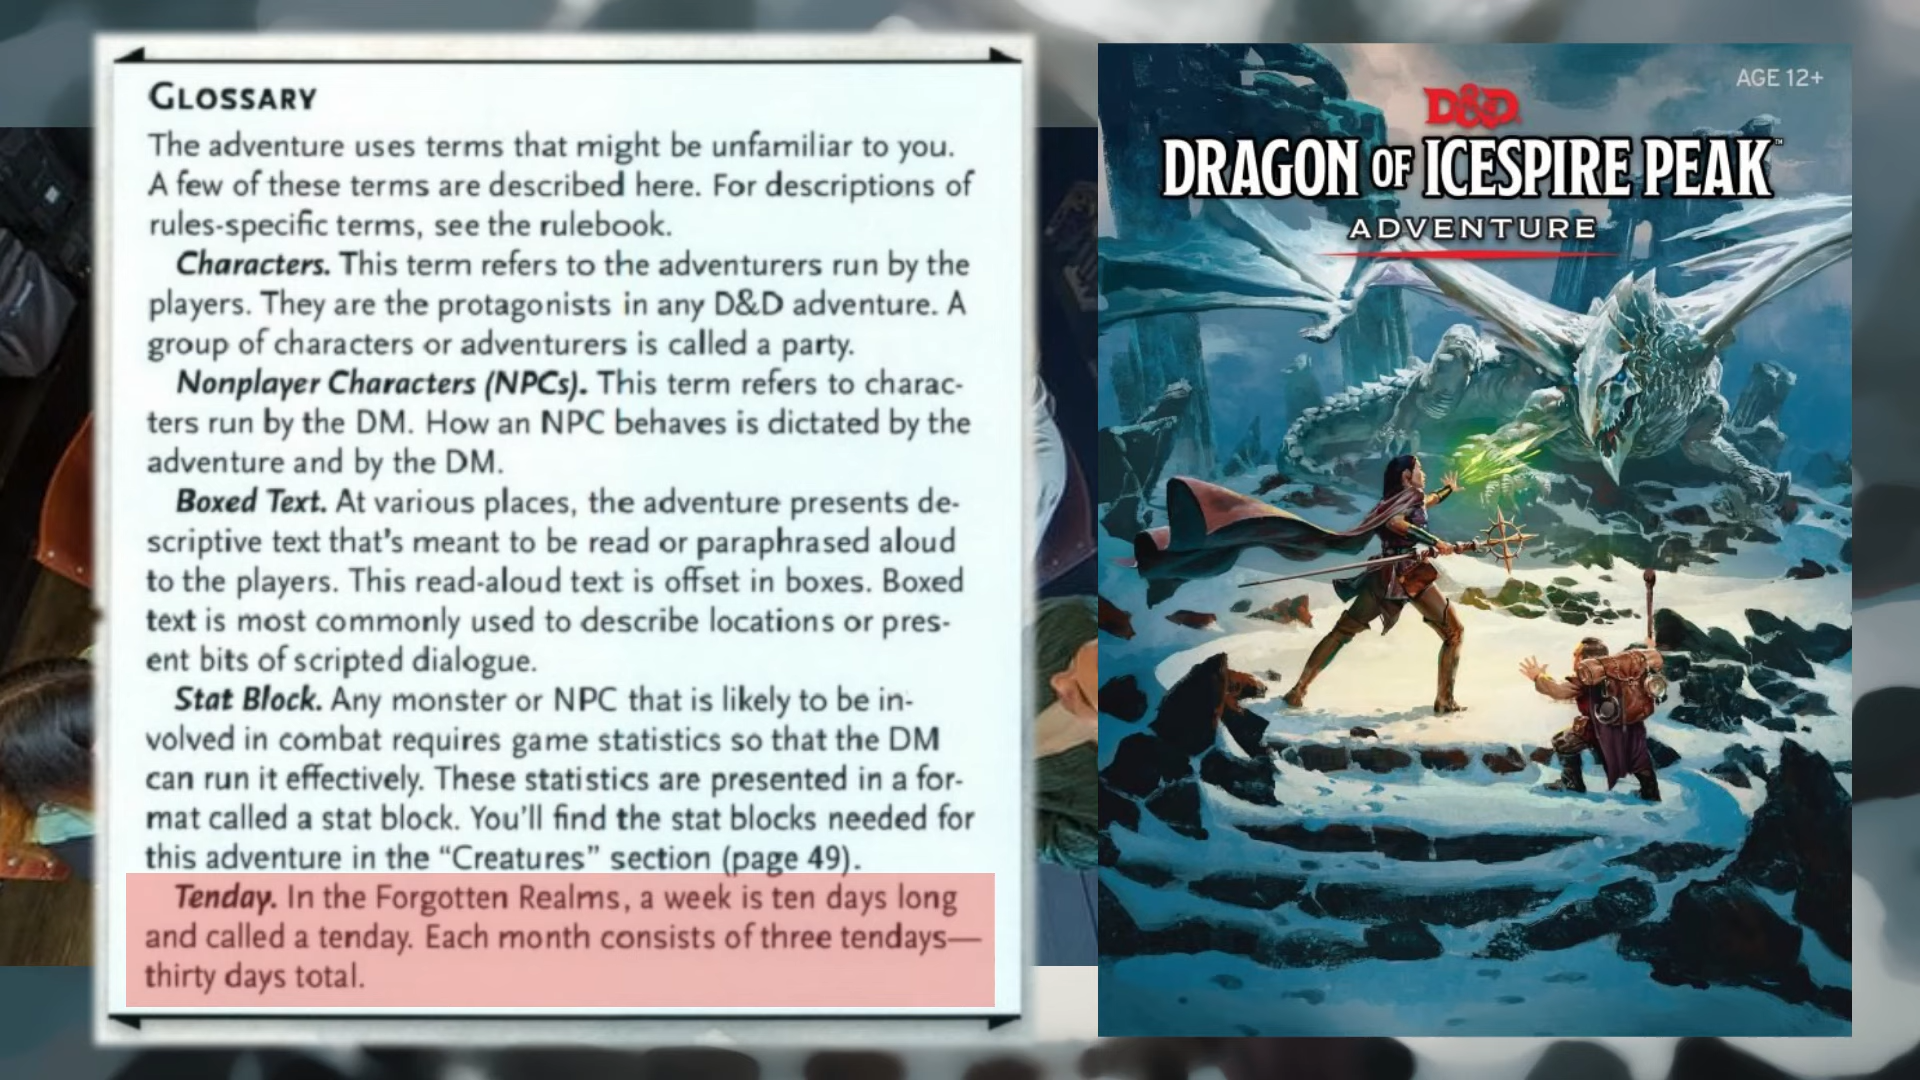 GLOSSARY
The adventure uses terms that might be unfamiliar to you.
A few of these terms are described here. For descriptions of
rules-specific terms, see the rulebook.
Characters. This term refers to the adventurers run by the
players. They are the protagonists in any D&D adventure. A
group of characters or adventurers is called a party.
Nonplayer Characters (NPCs). This term refers to charac-
ters run by the DM. How an NPC behaves is dictated by the
adventure and by the DM.
Boxed Text. At various places, the adventure presents de-
scriptive text that's meant to be read or paraphrased aloud
to the players. This read-aloud text is offset in boxes. Boxed
text is most commonly used to describe locations or pres-
ent bits of scripted dialogue.
Stat Block. Any monster or NPC that is likely to be in-
volved in combat requires game statistics so that the DM
can run it effectively. These statistics are presented in a for-
mat called a stat block. You'll find the stat blocks needed for
this adventure in the “Creatures” section (page 49).
Tenday. In the Forgotten Realms, a week is ten days long
and called a tenday. Each month consists of three tendays—
thirty days total.
AGE 12+
D&D
DRAGON OF ICESPIRE PEAK™
ADVENTURE